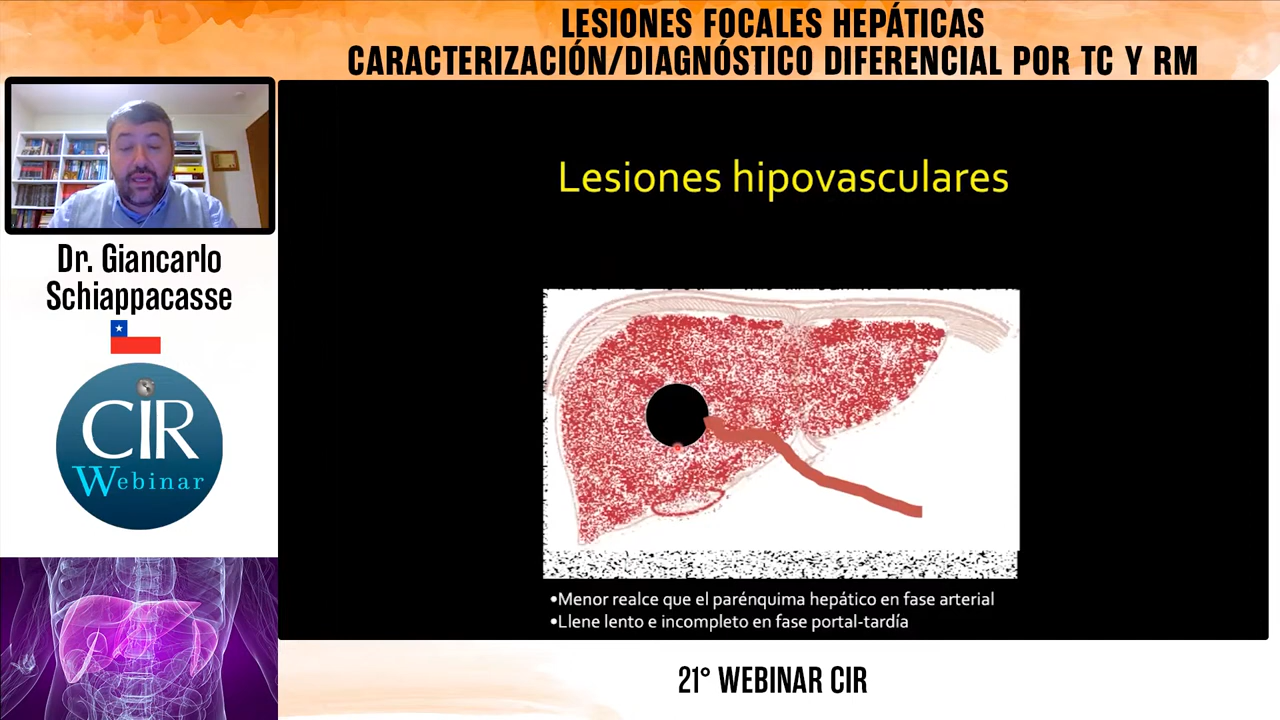 LESIONES FOCALES HEPÁTICAS
CARACTERIZACIÓN/DIAGNÓSTICO DIFERENCIAL POR TC Y RM
Dr. Giancarlo
Schiappacasse
CIR
Webinar
Lesiones hipovasculares
•Menor realce que el parénquima hepático en fase arterial
•Llene lento e incompleto en fase portal-tardía
21° WEBINAR CIR